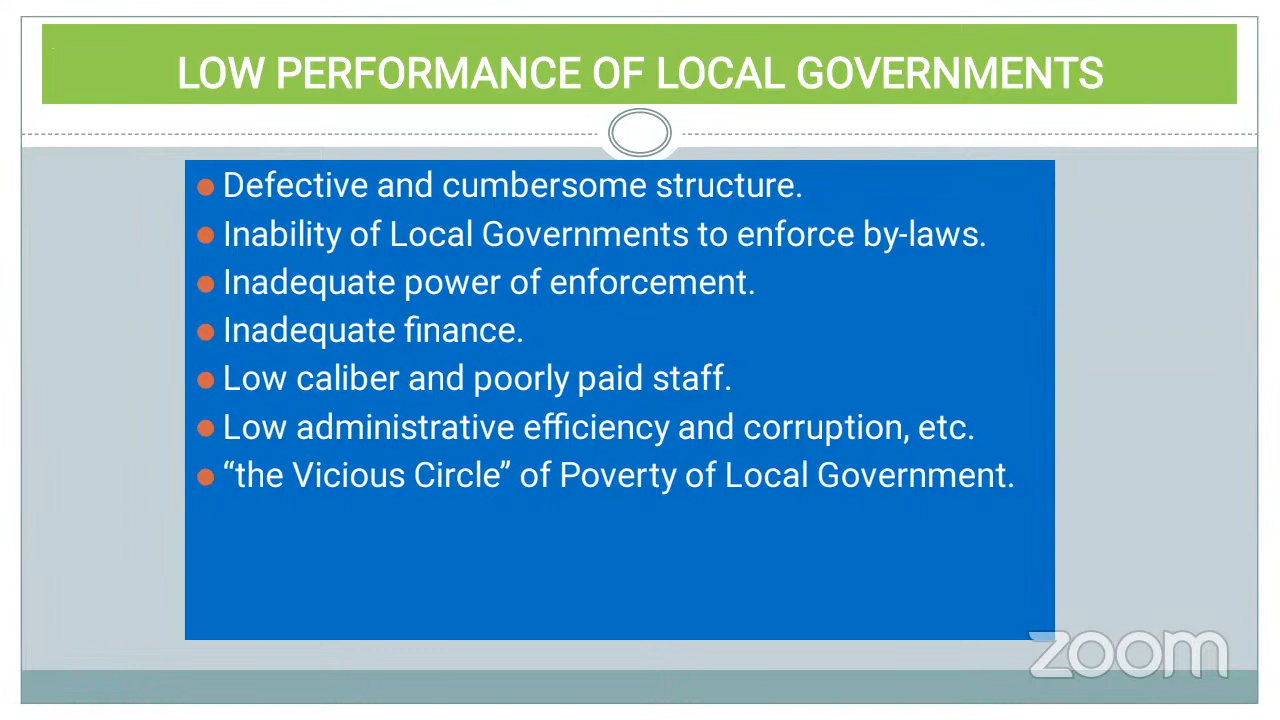 LOW PERFORMANCE OF LOCAL GOVERNMENTS
Defective and cumbersome structure.
Inability of Local Governments to enforce by-laws.
Inadequate power of enforcement.
Inadequate finance.
Low caliber and poorly paid staff.
Low administrative efficiency and corruption, etc.
“the Vicious Circle” of Poverty of Local Government.
zoom